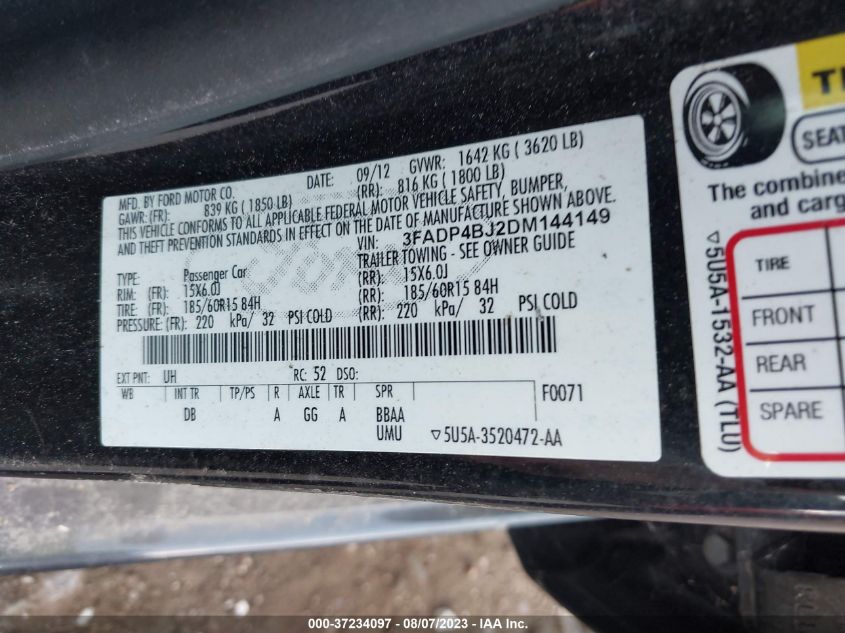 MFD. BY FORD MOTOR CO.
DATE: 09/12 GVWR: 1642 KG ( 3620 LB)
GAWR: (FR): 839 KG ( 1850 LB) (RR): 816 KG ( 1800 LB)
THIS VEHICLE CONFORMS TO ALL APPLICABLE FEDERAL MOTOR VEHICLE SAFETY, BUMPER,
AND THEFT PREVENTION STANDARDS IN EFFECT ON THE DATE OF MANUFACTURE SHOWN ABOVE.
VIN: 3FADP4BJ2DM144149
TYPE: Passenger Car TRAILER TOWING - SEE OWNER GUIDE
RIM: (FR): 15X6.0J (RR): 15X6.0J
TIRE: (FR): 185/60R15 84H (RR): 185/60R15 84H
PRESSURE: (FR): 220 kPa/ 32 PSI COLD (RR): 220 kPa/ 32 PSI COLD
EXT PNT: UH RC: 52 DSO:
WB INT TR TP/PS R AXLE TR SPR F0071
DB A GG A BBAA
UMU ▽5U5A-3520472-AA
TI
SEAT
The combine
and carg
TIRE
FRONT
REAR
SPARE
▽5U5A-1532-AA (TLU)
000-37234097 - 08/07/2023 - IAA Inc.